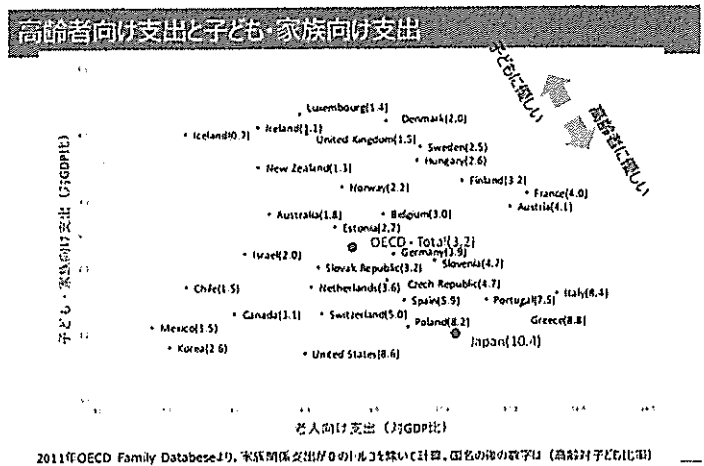 高齢者向け支出と子ども・家族向け支出
子どもに優しい
高齢者に優しい
Luxembourg(1.4)
Denmark(2.0)
Iceland(0.7)
Iceland(1.1)
United Kingdom(1.5)
Sweden(2.5)
Hungary(2.6)
New Zealand(1.3)
Finland(3.2)
Norway(2.2)
France(4.0)
Austria(4.1)
Australia(1.8)
Belgium(3.0)
Estonia(2.7)
OECD - Total(3.2)
Israel(2.0)
Germany(3.9)
Slovak Republic(3.2)
Slovenia(4.7)
Chile(1.5)
Netherlands(3.6)
Czech Republic(4.7)
Spain(5.9)
Portugal(7.5)
Italy(8.4)
Canada(3.1)
Switzerland(5.0)
Poland(8.2)
Greece(8.8)
Mexico(3.5)
Japan(10.4)
Korea(2.6)
United States(8.6)
子ども・家族向け支出(対GDP比)
老人向け支出(対GDP比)
2011年OECD Family Databeseより、家族関係支出が0のトルコを除いて計算。国名の後の数字は(高齢対子ども比率)